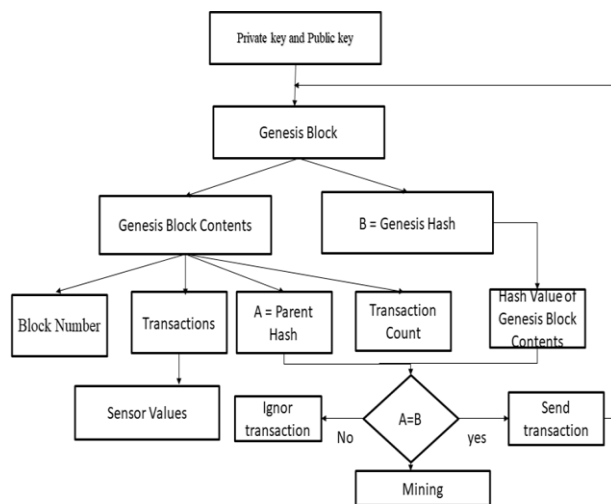 Private key and Public key
Genesis Block
Genesis Block Contents
B = Genesis Hash
Block Number
Transactions
A = Parent
Hash
Transaction
Count
Hash Value of
Genesis Block
Contents
Sensor Values
Ignor
transaction
No
A=B
yes
Send
transaction
Mining